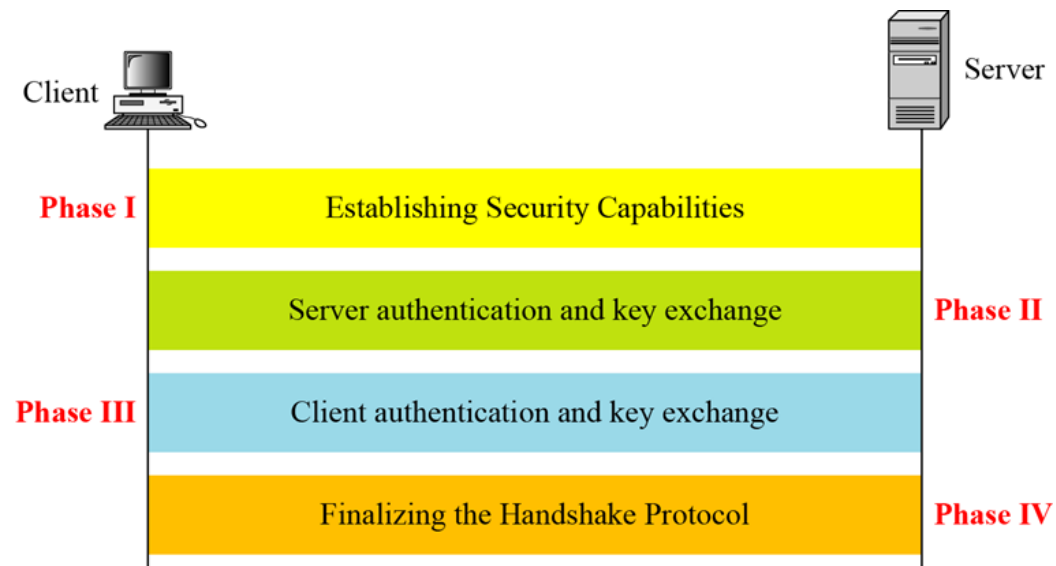 Client
Server
Phase I
Establishing Security Capabilities
Server authentication and key exchange
Phase II
Phase III
Client authentication and key exchange
Finalizing the Handshake Protocol
Phase IV